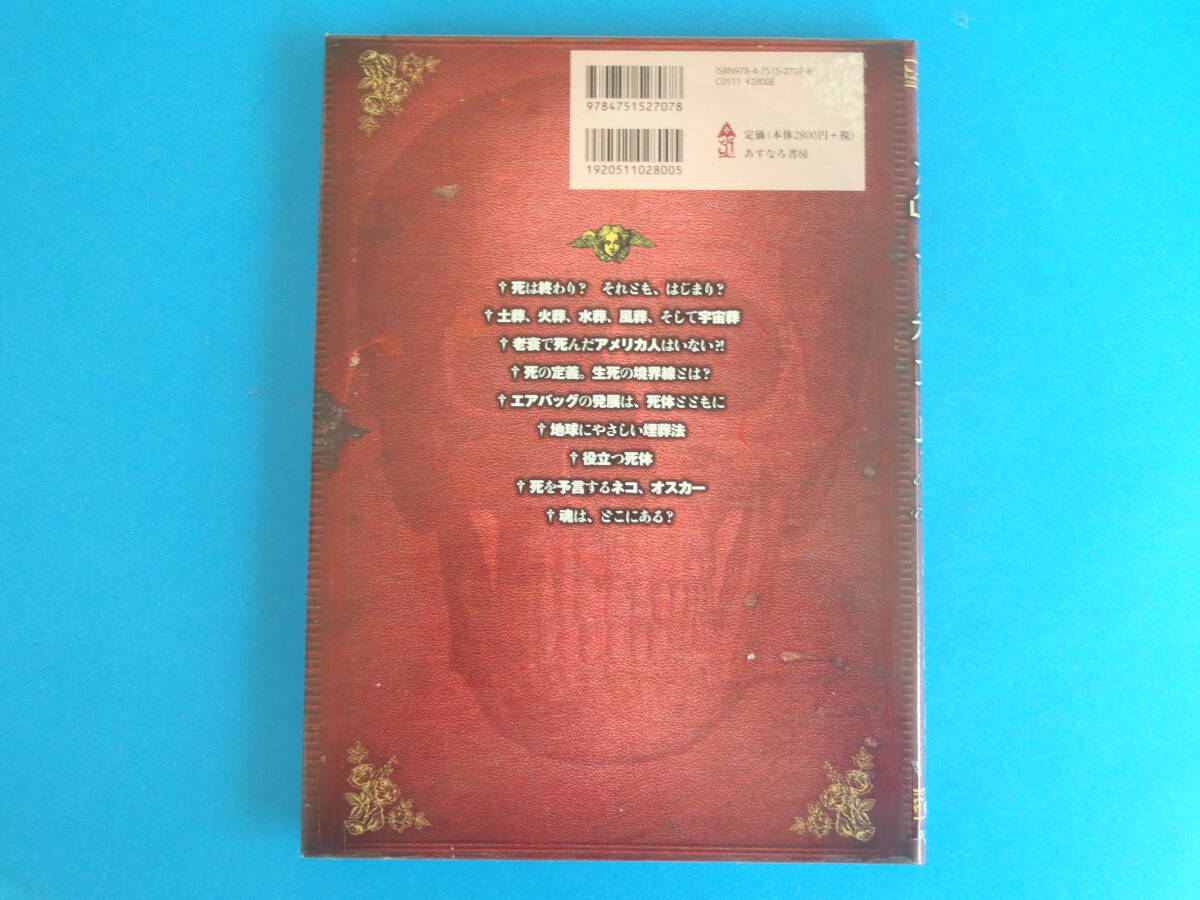 ISBN978-4-7515-2707-8
C0511 ¥2800E
9784751527078
定価(本体2800円+税)
あすなろ書房
1920511028005
†死は終わり? それとも、はじまり?
†土葬、火葬、水葬、風葬、そして宇宙葬
†老衰で死んだアメリカ人はいない?!
†死の定義。生死の境界線とは?
†エアバッグの発展は、死体とともに
†地球にやさしい埋葬法
†役立つ死体
†死を予言するネコ、オスカー
†魂は、どこにある?